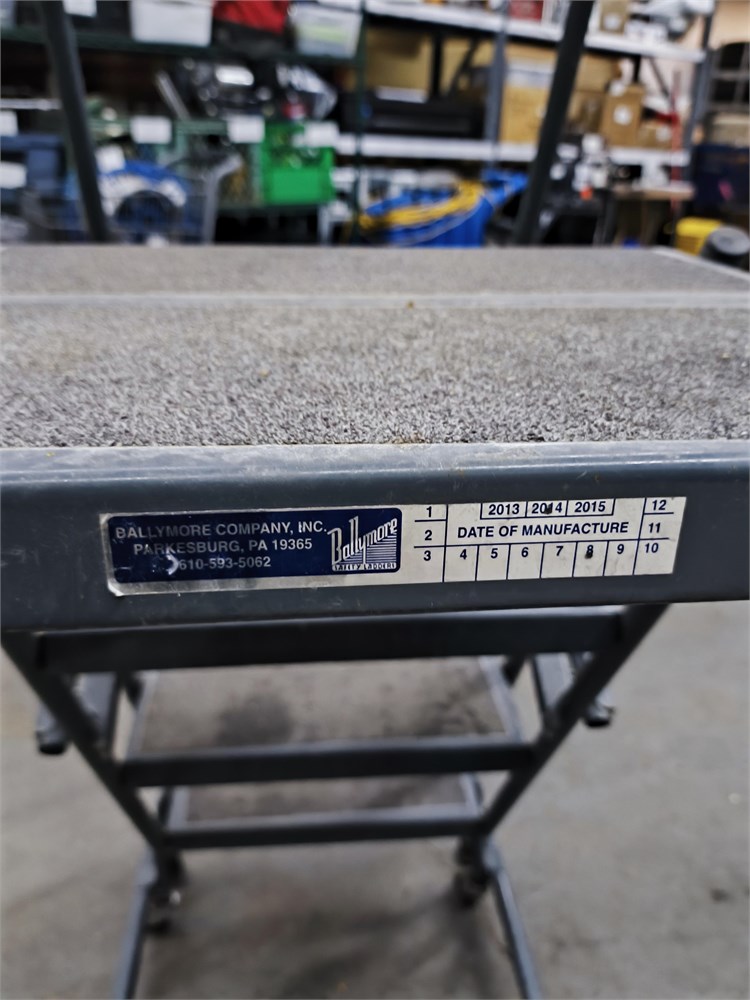 BALLYMORE COMPANY, INC.
PARKESBURG, PA 19365
610-593-5062
Ballymore
SAFETY LADDERS
1 2013 2014 2015 12
2 DATE OF MANUFACTURE 11
3 4 5 6 7 8 9 10